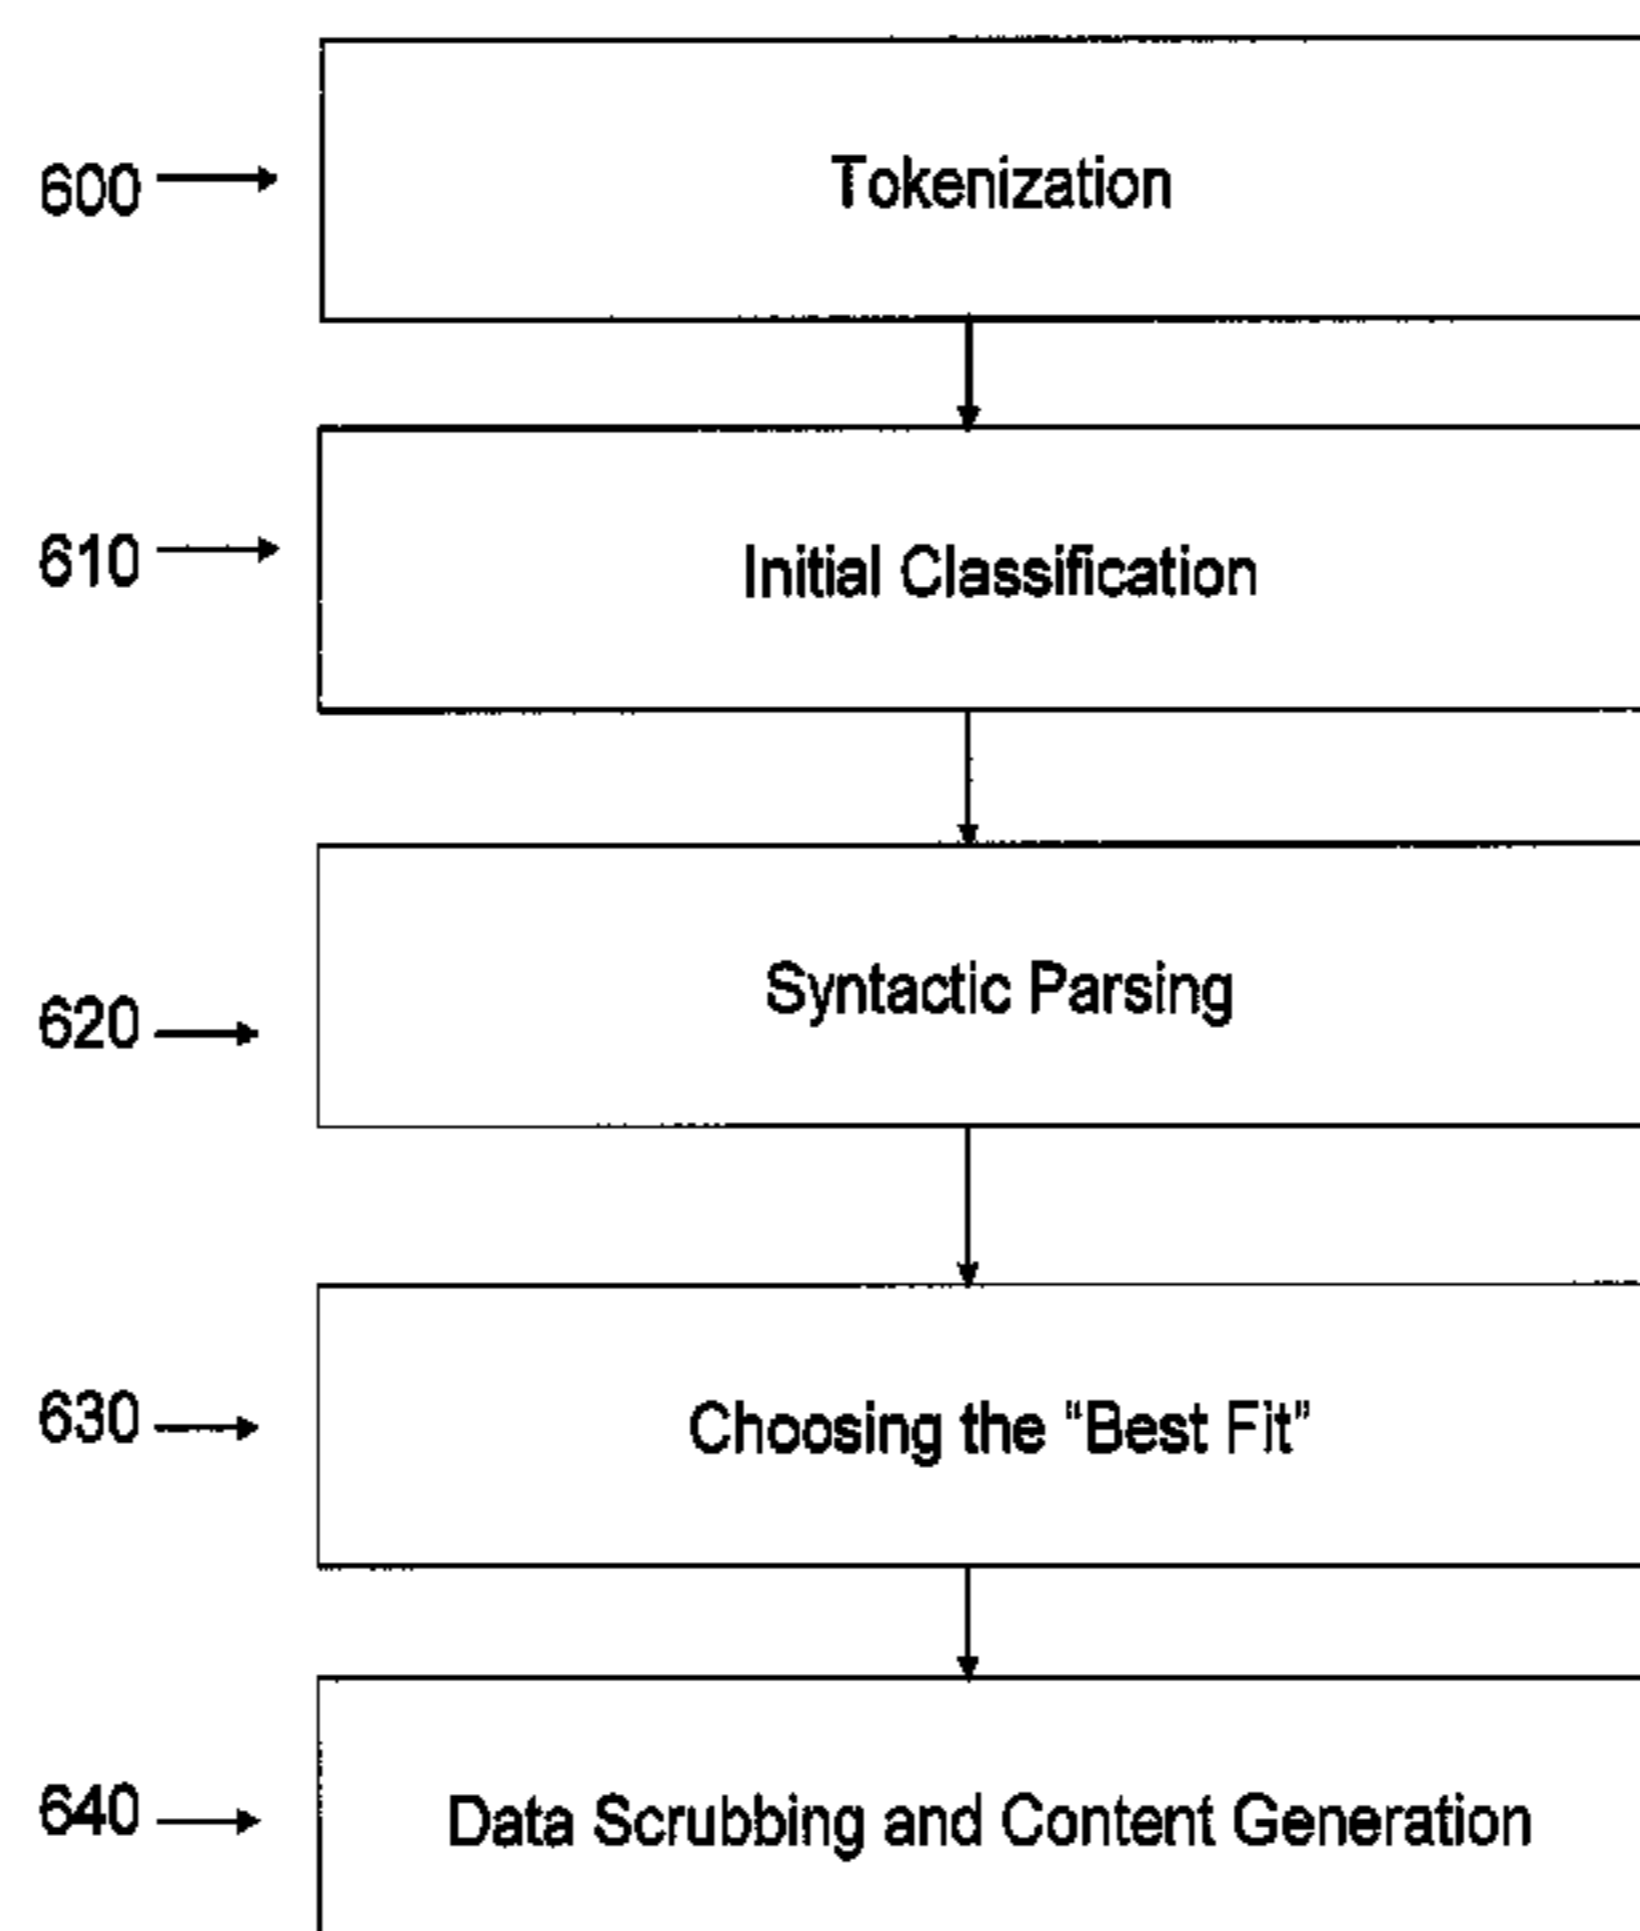 600
Tokenization
610
Initial Classification
620
Syntactic Parsing
630
Choosing the “Best Fit”
640
Data Scrubbing and Content Generation